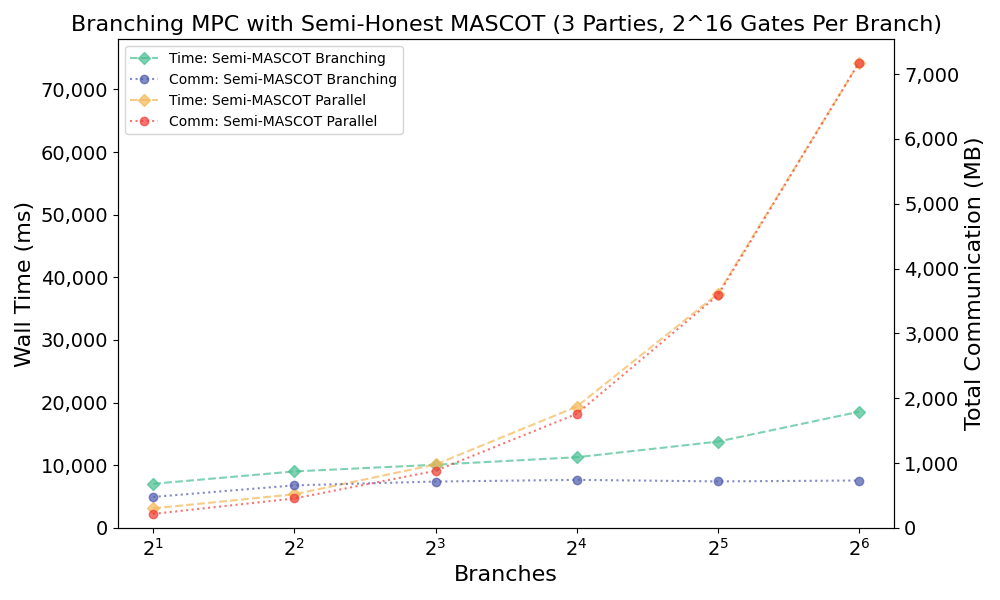 Branching MPC with Semi-Honest MASCOT (3 Parties, 2^16 Gates Per Branch)
Time: Semi-MASCOT Branching
Comm: Semi-MASCOT Branching
Time: Semi-MASCOT Parallel
Comm: Semi-MASCOT Parallel
Wall Time (ms)
70,000
60,000
50,000
40,000
30,000
20,000
10,000
0
Total Communication (MB)
7,000
6,000
5,000
4,000
3,000
2,000
1,000
0
2¹ 2² 2³ 2⁴ 2⁵ 2⁶
Branches